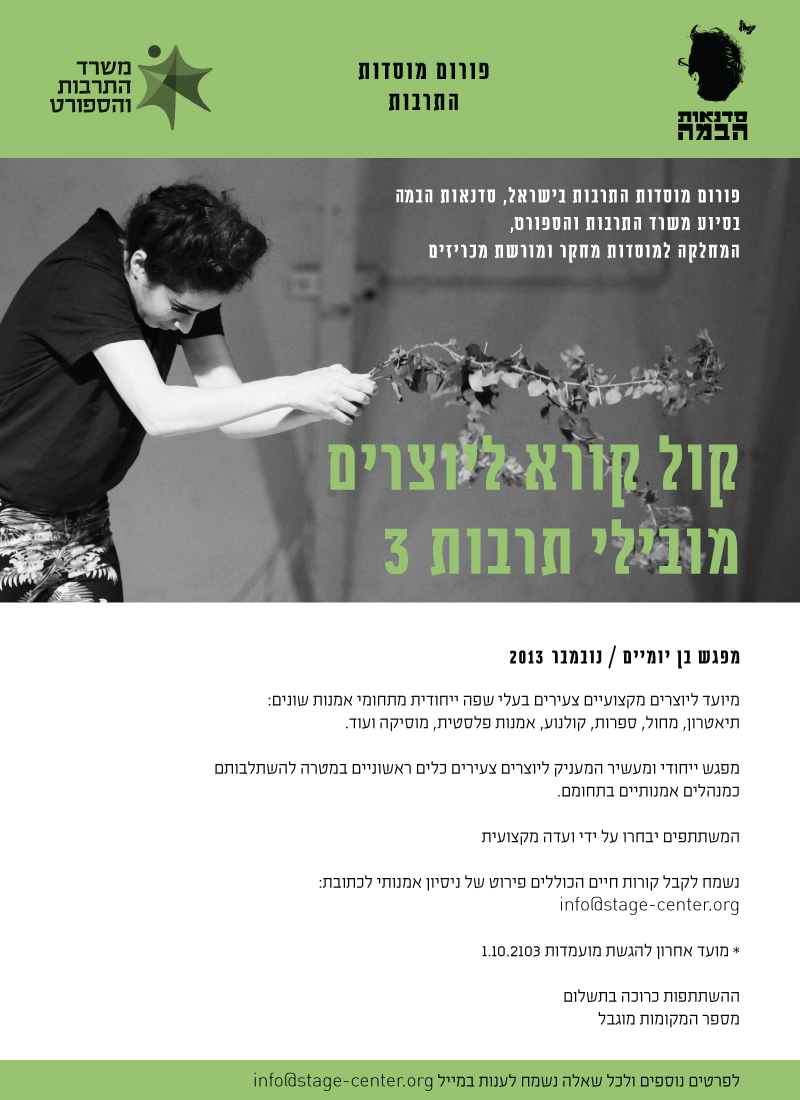 סדנאות
הבמה
פורום מוסדות
התרבות
משרד
התרבות
והספורט
פורום מוסדות התרבות בישראל, סדנאות הבמה
בסיוע משרד התרבות והספורט,
המחלקה למוסדות מחקר ומורשת מכריזים
קול קורא ליוצרים
מובילי תרבות 3
מפגש בן יומיים / נובמבר 2013
מיועד ליוצרים מקצועיים צעירים בעלי שפה ייחודית מתחומי אמנות שונים:
תיאטרון, מחול, ספרות, קולנוע, אמנות פלסטית, מוסיקה ועוד.
מפגש ייחודי ומעשיר המעניק ליוצרים צעירים כלים ראשוניים במטרה להשתלבותם
כמנהלים אמנותיים בתחומם.
המשתתפים יבחרו על ידי ועדה מקצועית
נשמח לקבל קורות חיים הכוללים פירוט של ניסיון אמנותי לכתובת:
info@stage-center.org
* מועד אחרון להגשת מועמדות 1.10.2103
ההשתתפות כרוכה בתשלום
מספר המקומות מוגבל
לפרטים נוספים ולכל שאלה נשמח לענות במייל info@stage-center.org